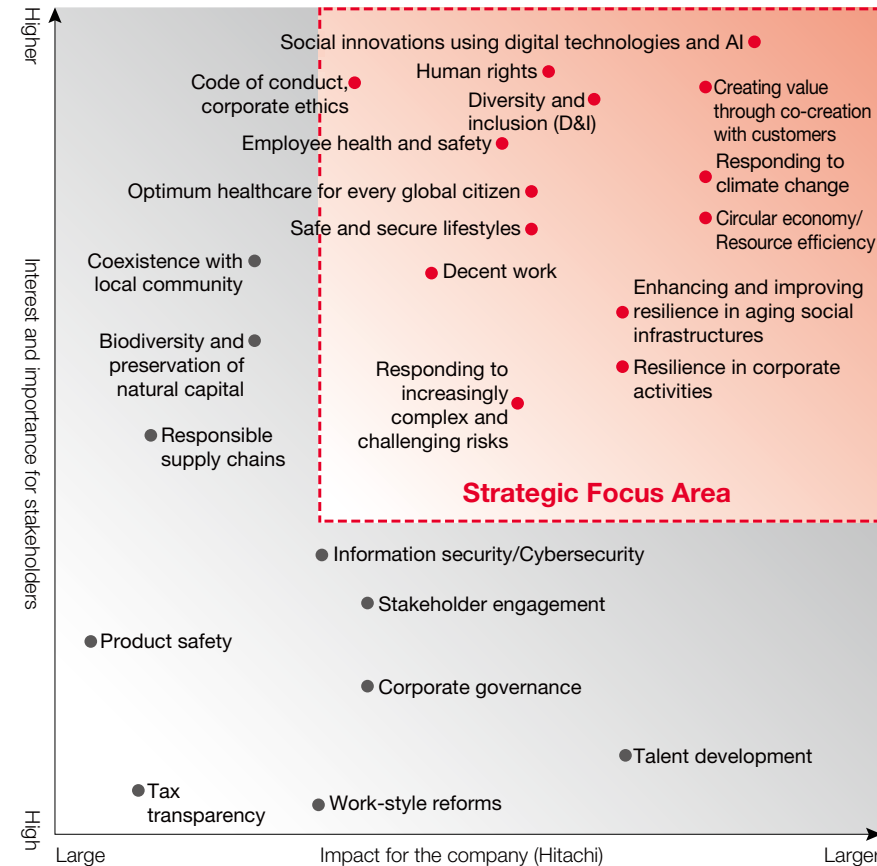 Higher
Interest and importance for stakeholders
High
Social innovations using digital technologies and AI
Human rights
Code of conduct,
corporate ethics
Diversity and
inclusion (D&I)
Creating value
through co-creation
with customers
Employee health and safety
Responding to
climate change
Optimum healthcare for every global citizen
Circular economy/
Resource efficiency
Safe and secure lifestyles
Coexistence with
local community
Decent work
Enhancing and improving
resilience in aging social
infrastructures
Biodiversity and
preservation of
natural capital
Responding to
increasingly
complex and
challenging risks
Resilience in corporate
activities
Responsible
supply chains
Strategic Focus Area
Information security/Cybersecurity
Stakeholder engagement
Product safety
Corporate governance
Talent development
Tax
transparency
Work-style reforms
Large
Impact for the company (Hitachi)
Larger